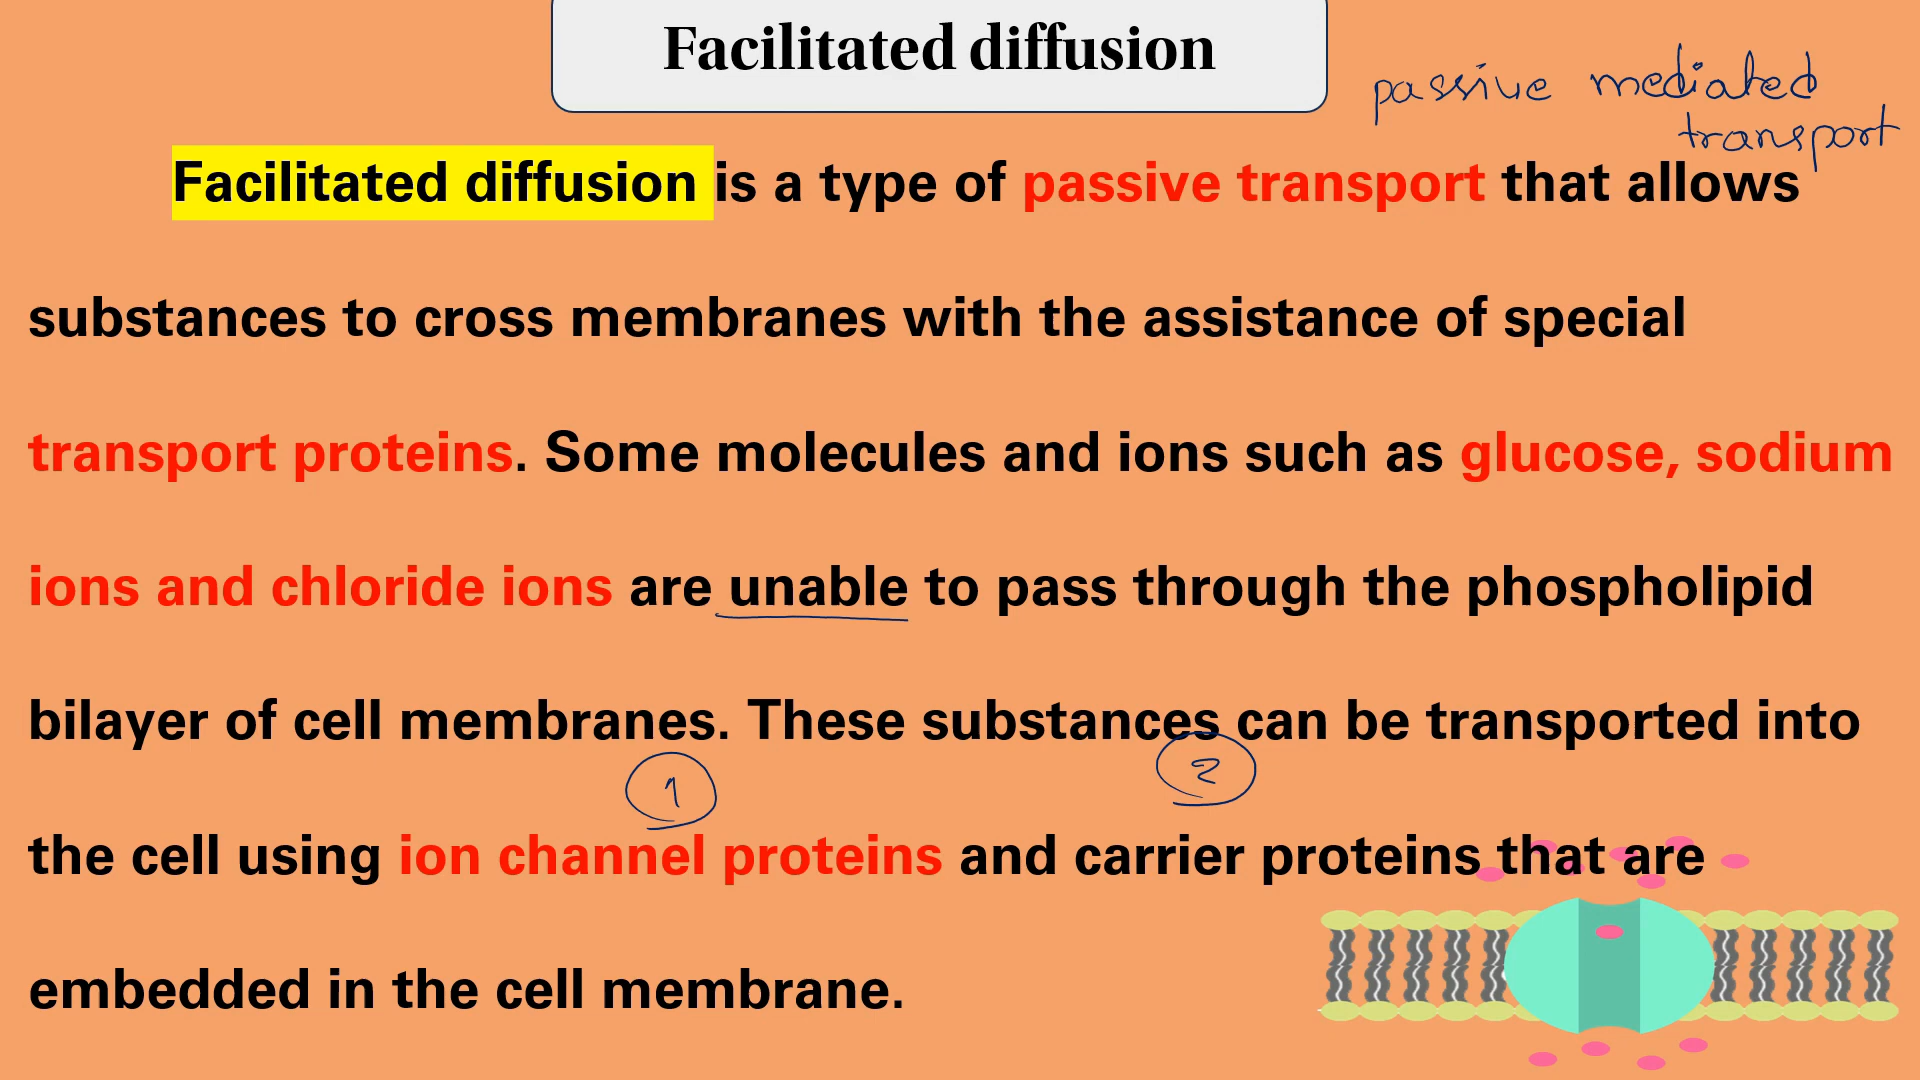 Facilitated diffusion
passive mediated
transport
Facilitated diffusion is a type of passive transport that allows
substances to cross membranes with the assistance of special
transport proteins. Some molecules and ions such as glucose, sodium
ions and chloride ions are unable to pass through the phospholipid
bilayer of cell membranes. These substances can be transported into
1 2
the cell using ion channel proteins and carrier proteins that are
embedded in the cell membrane.